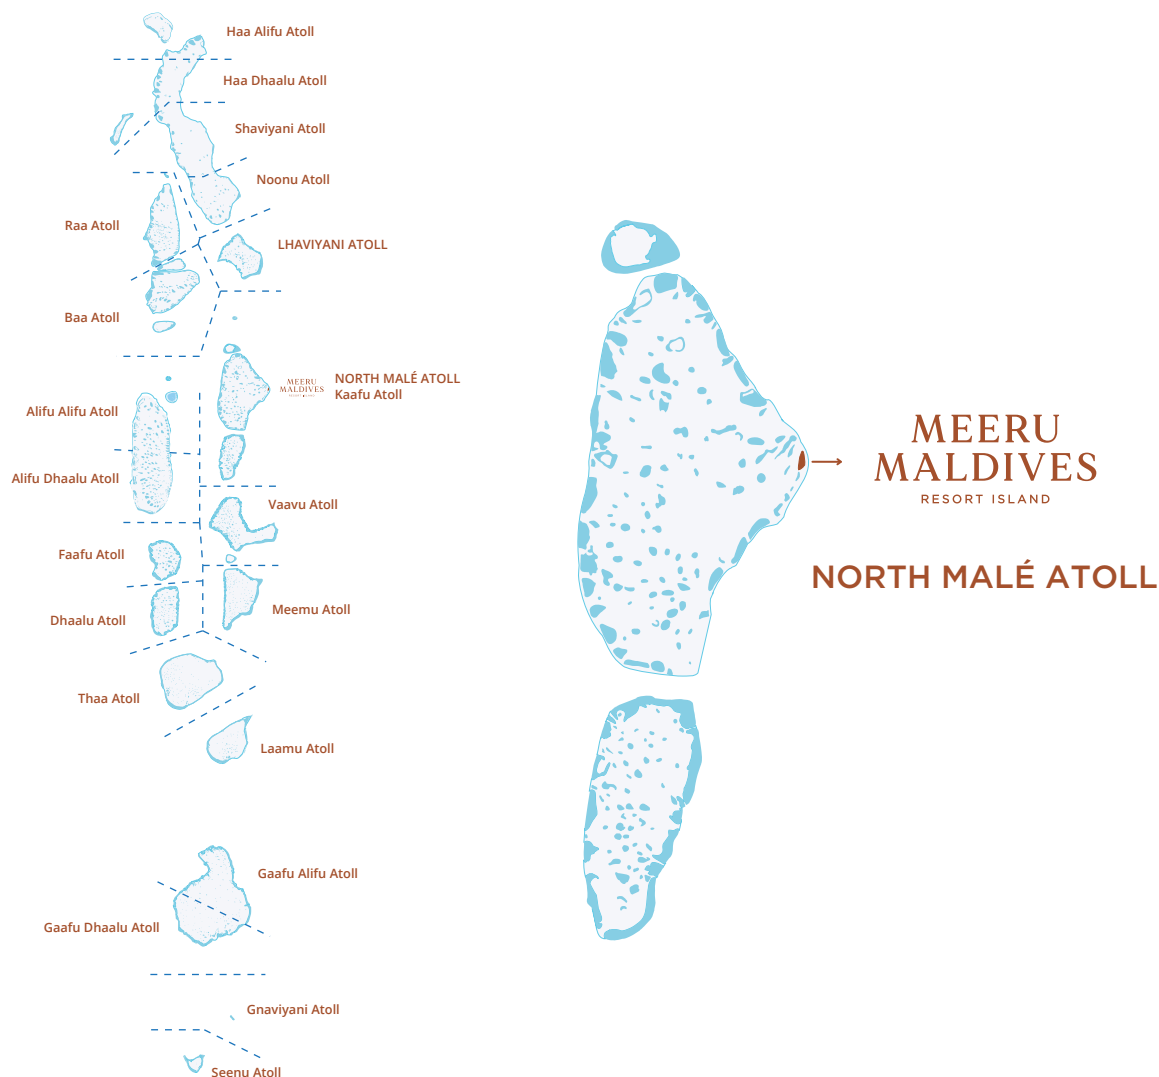 Haa Alifu Atoll
Haa Dhaalu Atoll
Shaviyani Atoll
Noonu Atoll
Raa Atoll
LHAVIYANI ATOLL
Baa Atoll
MEERU
MALDIVES
RESORT ISLAND
NORTH MALÉ ATOLL
Kaafu Atoll
Alifu Alifu Atoll
Alifu Dhaalu Atoll
Vaavu Atoll
Faafu Atoll
Meemu Atoll
Dhaalu Atoll
Thaa Atoll
Laamu Atoll
Gaafu Alifu Atoll
Gaafu Dhaalu Atoll
Gnaviyani Atoll
Seenu Atoll
MEERU
MALDIVES
RESORT ISLAND
NORTH MALÉ ATOLL